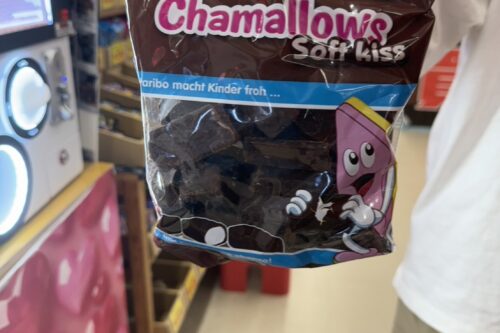 Chamallows
Soft kiss
aribo macht Kinder froh ...